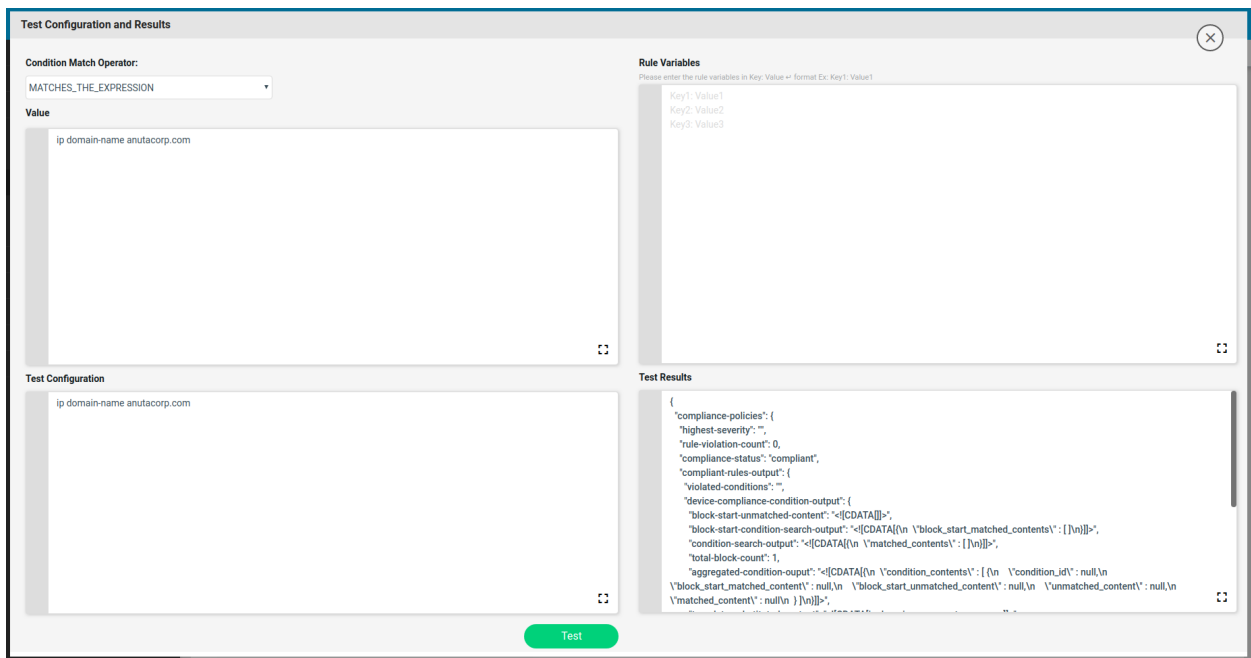 Test Configuration and Results
Condition Match Operator:
MATCHES_THE_EXPRESSION
Value
ip domain-name anutacorp.com
Rule Variables
Please enter the rule variables in Key: Value ↵ format Ex: Key1: Value1
Key1: Value1
Key2: Value2
Key3: Value3
Test Configuration
ip domain-name anutacorp.com
Test Results
{
"compliance-policies": {
"highest-severity": "",
"rule-violation-count": 0,
"compliance-status": "compliant",
"compliant-rules-output": {
"violated-conditions": "",
"device-compliance-condition-output": {
"block-start-unmatched-content": "<![CDATA[]]>",
"block-start-condition-search-output": "<![CDATA[{\n \"block_start_matched_contents\" : [ ]\n}]]>",
"condition-search-output": "<![CDATA[{\n \"matched_contents\" : [ ]\n}]]>",
"total-block-count": 1,
"aggregated-condition-ouput": "<![CDATA[{\n \"condition_contents\" : [ {\n \"condition_id\" : null,\n
\"block_start_matched_content\" : null,\n \"block_start_unmatched_content\" : null,\n \"unmatched_content\" : null,\n
\"matched_content\" : null\n } ]\n}]]>",
Test